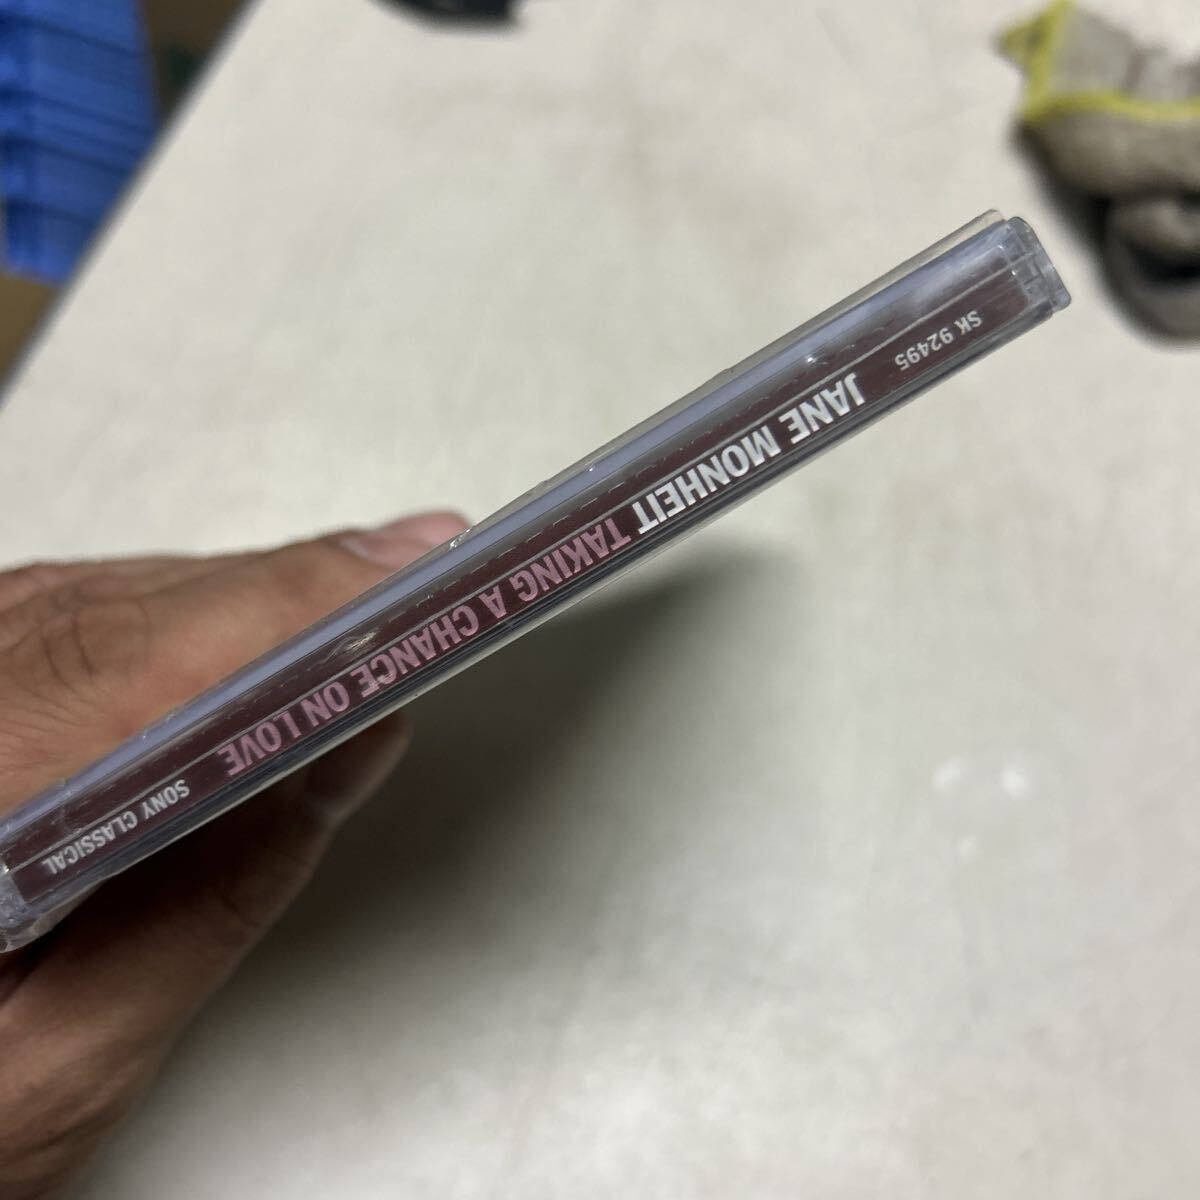 SK 92495 JANE MONHEIT TAKING A CHANCE ON LOVE SONY CLASSICAL